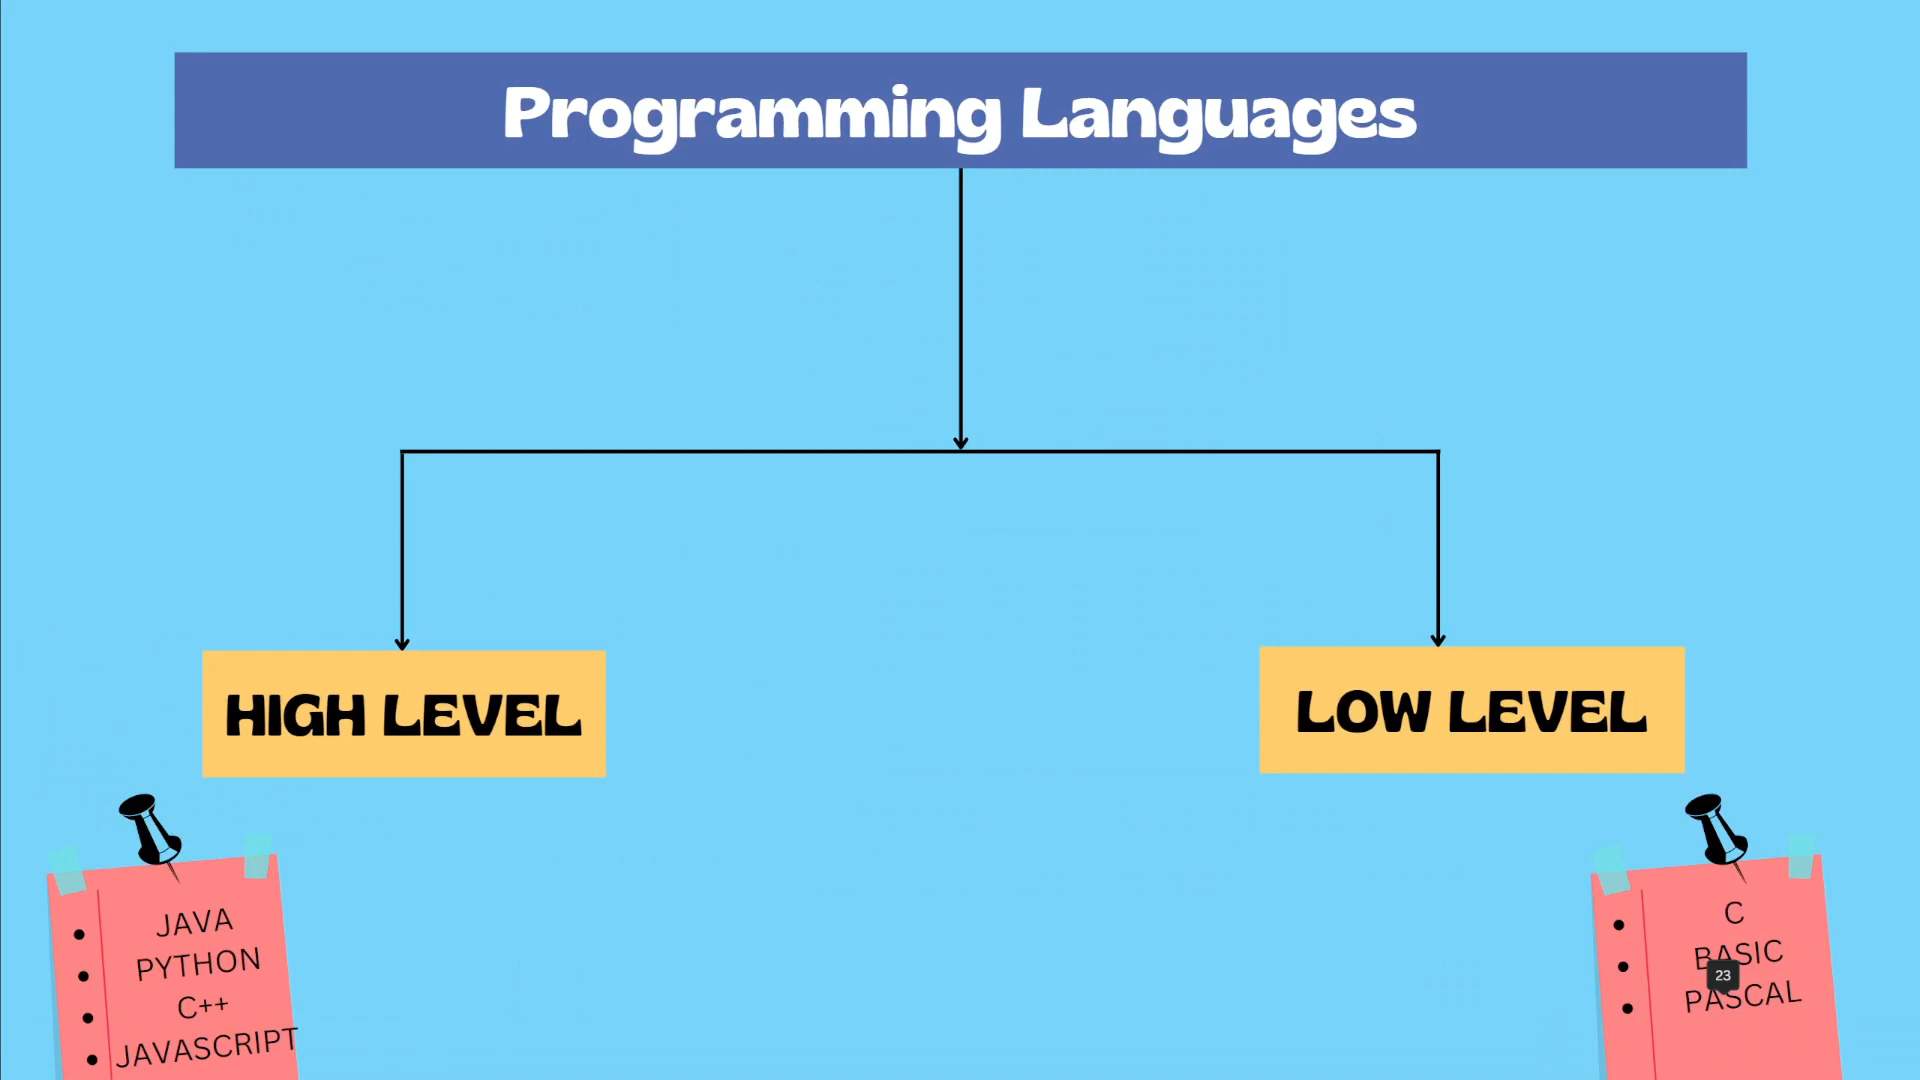 Programming Languages
HIGH LEVEL
LOW LEVEL
JAVA
PYTHON
C++
JAVASCRIPT
C
BASIC
23
PASCAL